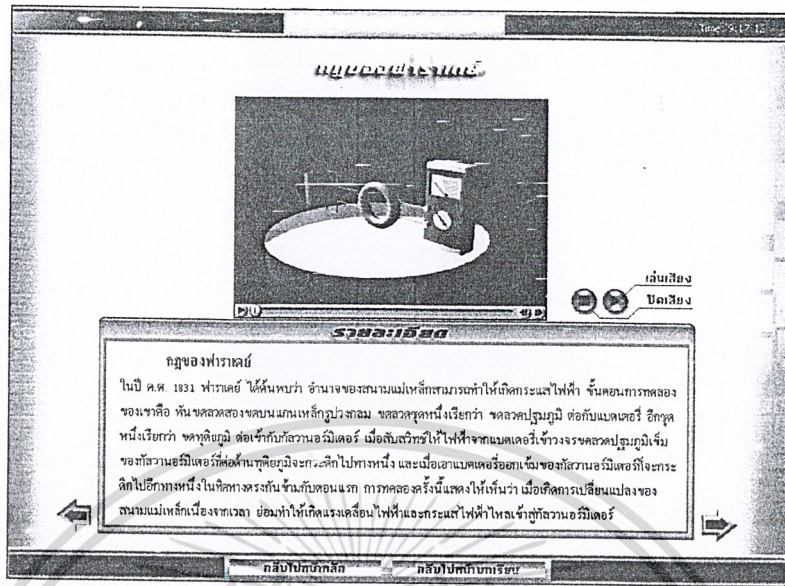 Time: 9:17:12
กฎของฟาราเดย์
เล่นเสียง
ปิดเสียง
รายละเอียด
กฎของฟาราเดย์
ในปี ค.ศ. 1831 ฟาราเดย์ ได้ค้นพบว่า อำนาจของสนามแม่เหล็กสามารถทำให้เกิดกระแสไฟฟ้า ขั้นตอนการทดลอง
ของเขาคือ พันขดลวดสองขดบนแกนเหล็กรูปวงกลม ขดลวดชุดหนึ่งเรียกว่า ขดลวดปฐมภูมิ ต่อกับแบตเตอรี่ อีกชุด
หนึ่งเรียกว่า ขดทุติยภูมิ ต่อเข้ากับกัลวานอร์มิเตอร์ เมื่อสับสวิทช์ให้ไฟฟ้าจากแบตเตอรี่เข้าวงจรขดลวดปฐมภูมิเข็ม
ของกัลวานอร์มิเตอร์ที่ต่อด้านทุติยภูมิจะกระดิกไปทางหนึ่ง และเมื่อเอาแบตเตอรี่ออกเข็มของกัลวานอร์มิเตอร์ก็จะกระ
ดิกไปอีกทางหนึ่งในทิศทางตรงกันข้ามกับตอนแรก การทดลองครั้งนี้แสดงให้เห็นว่า เมื่อเกิดการเปลี่ยนแปลงของ
สนามแม่เหล็กเนื่องจากเวลา ย่อมทำให้เกิดแรงเคลื่อนไฟฟ้าและกระแสไฟฟ้าไหลเข้าสู่กัลวานอร์มิเตอร์
กลับไปหน้าหลัก
กลับไปหน้าบทเรียน